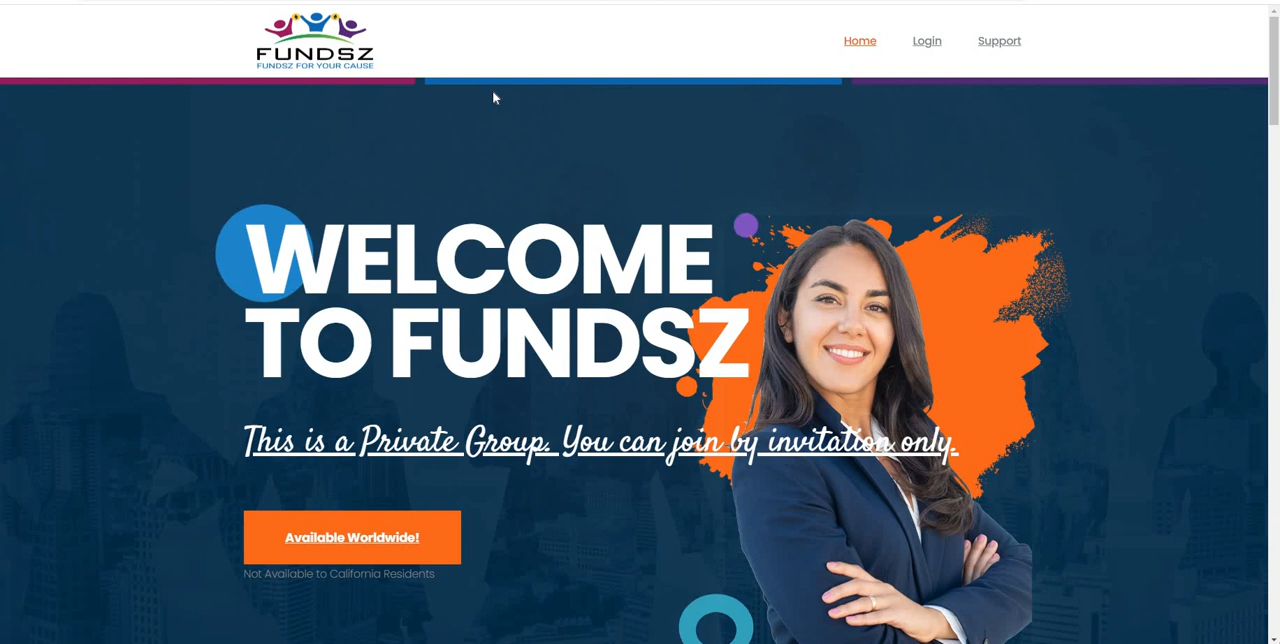 FUNDSZ
FUNDSZ FOR YOUR CAUSE
Home Login Support
WELCOME
TO FUNDSZ
This is a Private Group. You can join by invitation only.
Available Worldwide!
Not Available to California Residents